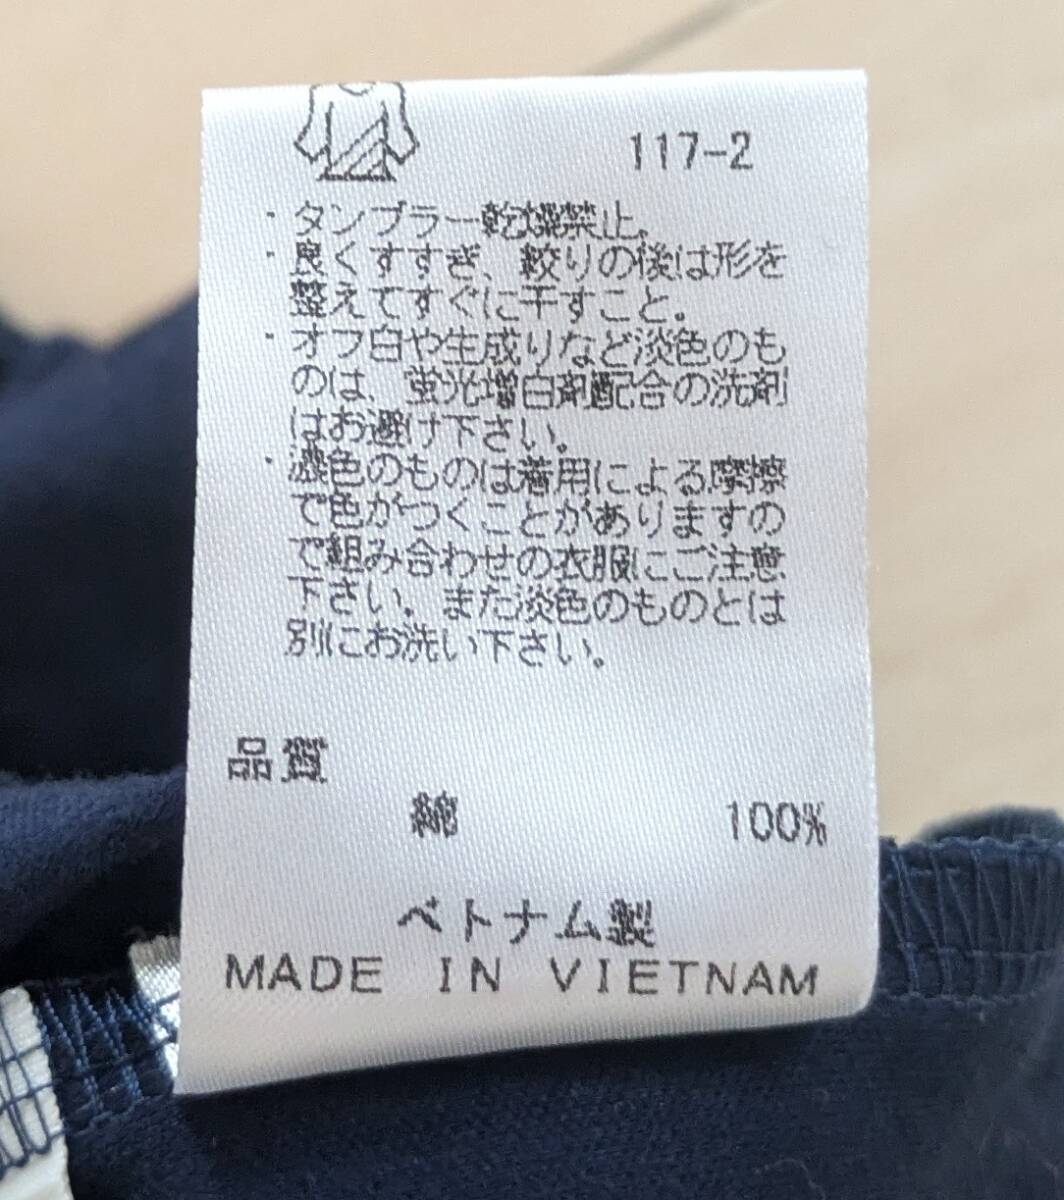 117-2
・タンブラー乾燥禁止。
・良くすすぎ、絞りの後は形を
整えてすぐに干すこと。
・オフ白や生成りなど淡色のも
のは、蛍光増白剤配合の洗剤
はお避け下さい。
・濃色のものは着用による摩擦
で色がつくことがありますの
で組み合わせの衣服にご注意
下さい。また淡色のものとは
別にお洗い下さい。
品質
綿 100%
ベトナム製
MADE IN VIETNAM